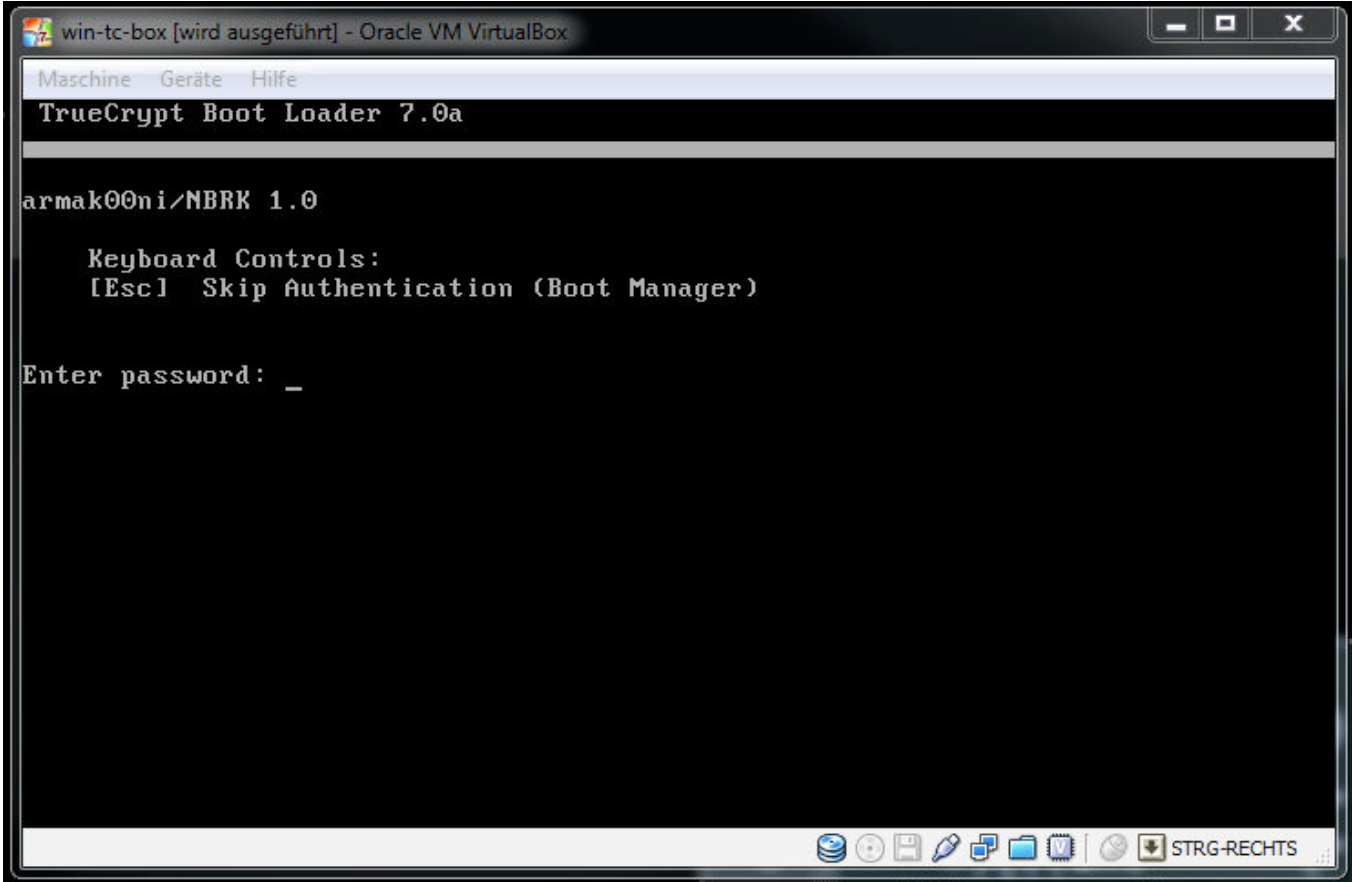 win-tc-box [wird ausgeführt] - Oracle VM VirtualBox
Maschine Geräte Hilfe
TrueCrypt Boot Loader 7.0a
armak00ni/NBRK 1.0
Keyboard Controls:
[Esc] Skip Authentication (Boot Manager)
Enter password: _
STRG-RECHTS